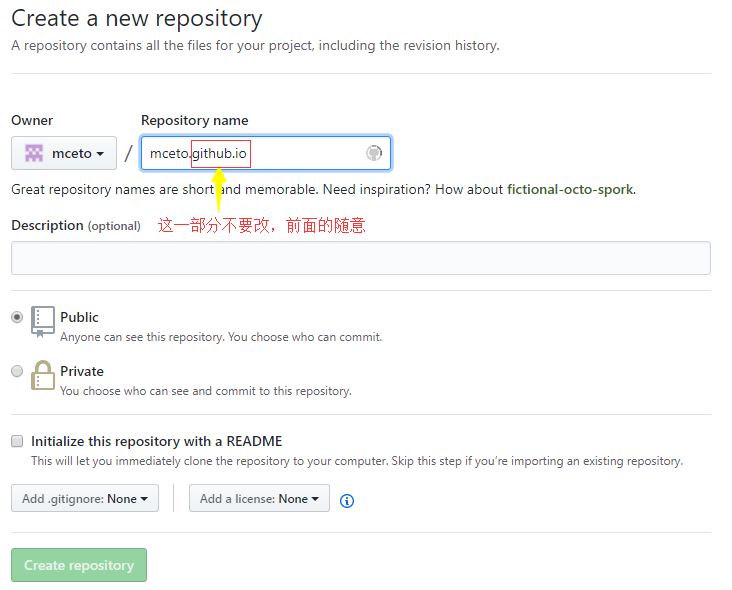 Create a new repository
A repository contains all the files for your project, including the revision history.
Owner Repository name
mceto / mceto.github.io
Great repository names are short and memorable. Need inspiration? How about fictional-octo-spork.
Description (optional) 这一部分不要改，前面的随意
Public
Anyone can see this repository. You choose who can commit.
Private
You choose who can see and commit to this repository.
Initialize this repository with a README
This will let you immediately clone the repository to your computer. Skip this step if you’re importing an existing repository.
Add .gitignore: None Add a license: None
Create repository